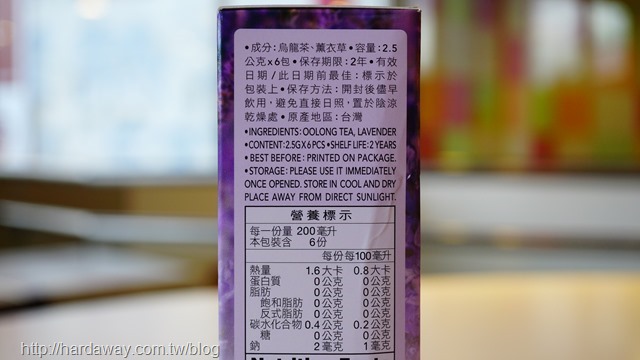 •成分:烏龍茶、薰衣草•容量:2.5
公克x6包•保存期限:2年•有效
日期/此日期前最佳:標示於
包裝上•保存方法:開封後儘早
飲用,避免直接日照,置於陰涼
乾燥處•原產地區:台灣
•INGREDIENTS: OOLONG TEA, LAVENDER
•CONTENT:2.5GX6PCS•SHELF LIFE:2 YEARS
•BEST BEFORE: PRINTED ON PACKAGE.
•STORAGE: PLEASE USE IT IMMEDIATELY
ONCE OPENED. STORE IN COOL AND DRY
PLACE AWAY FROM DIRECT SUNLIGHT.
營養標示
每一份量 200毫升
本包裝含 6份
每份 每100毫升
熱量 1.6大卡 0.8大卡
蛋白質 0公克 0公克
脂肪 0公克 0公克
飽和脂肪 0公克 0公克
反式脂肪 0公克 0公克
碳水化合物 0.4公克 0.2公克
糖 0公克 0公克
鈉 2毫克 1毫克
Nutrition Facts
http://hardaway.com.tw/blog